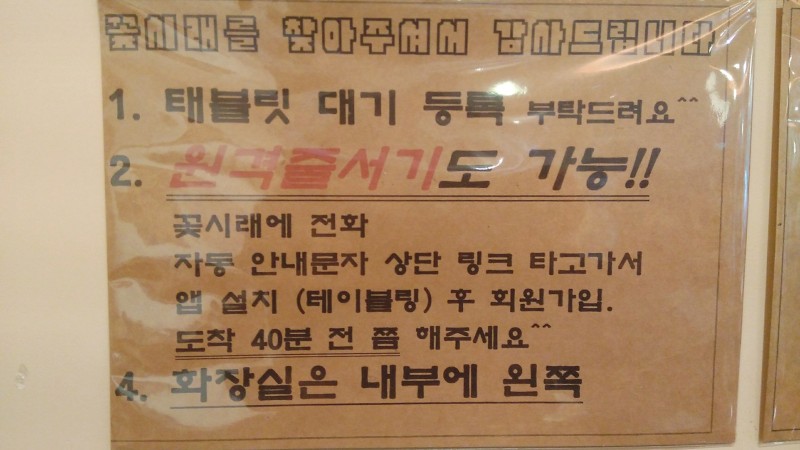 꽃시래를 찾아주셔서 감사드립니다
1. 태블릿 대기 등록 부탁드려요^^
2. 원격줄서기도 가능!!
꽃시래에 전화
자동 안내문자 상단 링크 타고가서
앱 설치 (테이블링) 후 회원가입.
도착 40분 전 쯤 해주세요^^
4. 화장실은 내부에 왼쪽